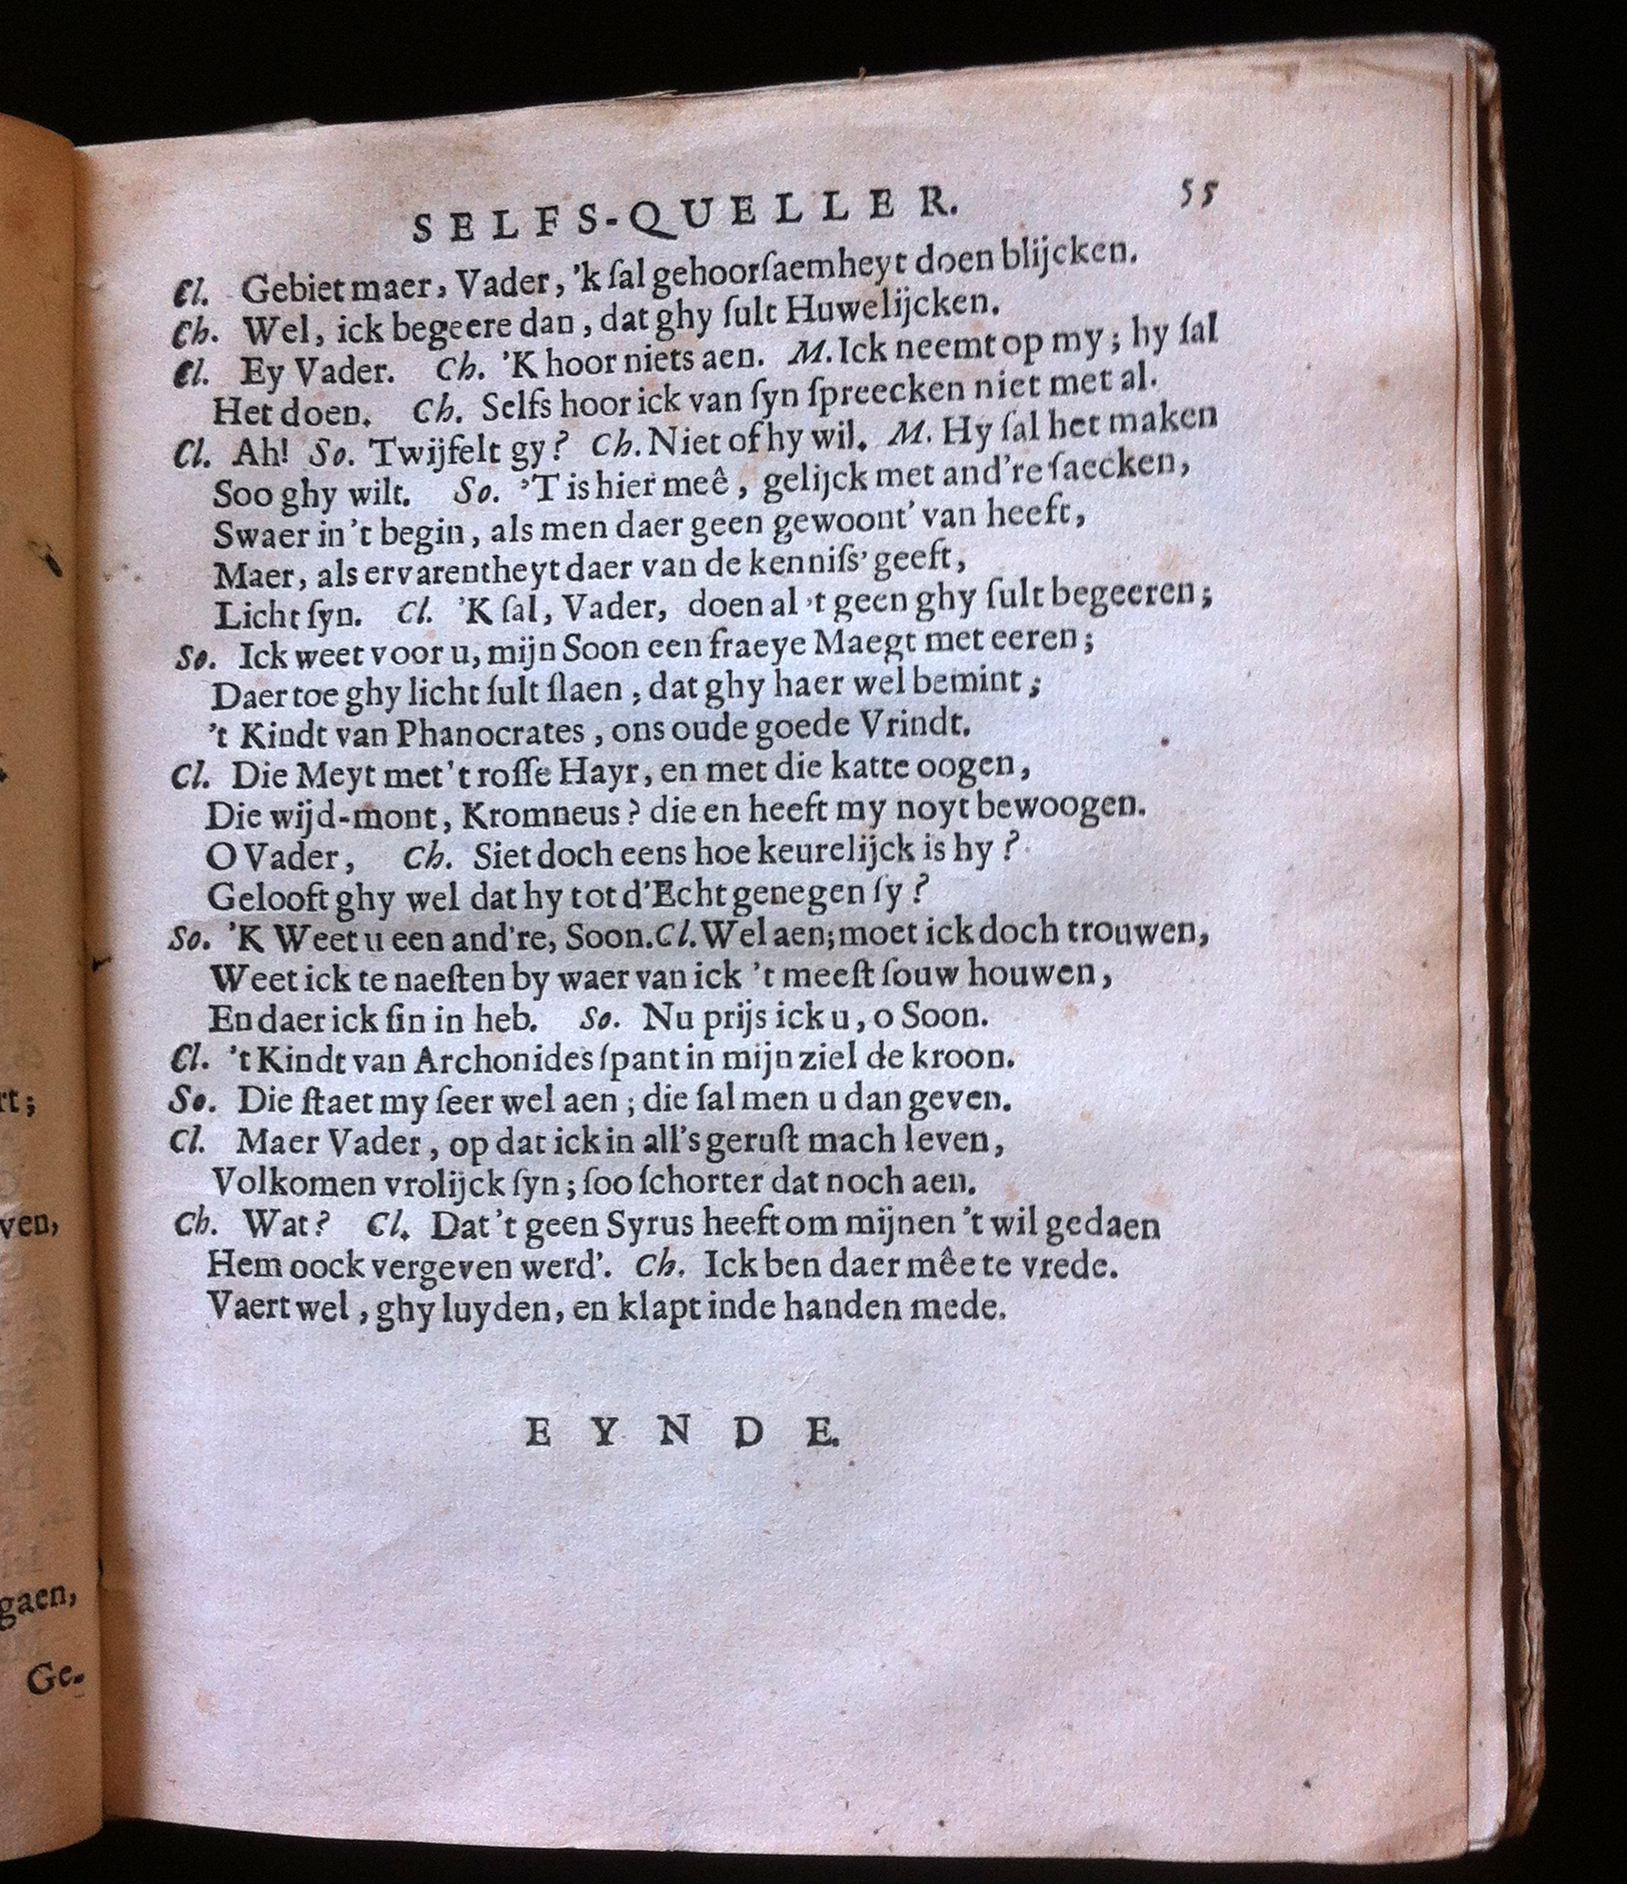 SELFS-QUELLER. 55
Cl. Gebiet maer, Vader, 'k ſal gehoorſaemheyt doen blijcken.
Ch. Wel, ick begeere dan, dat ghy ſult Huwelijcken.
Cl. Ey Vader. Ch. 'K hoor niets aen. M. Ick neemt op my; hy ſal
Het doen. Ch. Selfs hoor ick van ſyn ſpreecken niet met al.
Cl. Ah! So. Twijfelt gy? Ch. Niet of hy wil. M. Hy ſal het maken
Soo ghy wilt. So. 'T is hier meê, gelijck met and're ſaecken,
Swaer in 't begin, als men daer geen gewoont' van heeft,
Maer, als ervarentheyt daer van de kenniſs' geeft,
Licht ſyn. Cl. 'K ſal, Vader, doen al 't geen ghy ſult begeeren;
So. Ick weet voor u, mijn Soon een fraeye Maegt met eeren;
Daer toe ghy licht ſult ſlaen, dat ghy haer wel bemint;
't Kindt van Phanocrates, ons oude goede Vrindt.
Cl. Die Meyt met 't roſſe Hayr, en met die katte oogen,
Die wijd-mont, Kromneus? die en heeft my noyt bewoogen.
O Vader, Ch. Siet doch eens hoe keurelijck is hy?
Gelooft ghy wel dat hy tot d'Echt genegen ſy?
So. 'K Weet u een and're, Soon. Cl. Wel aen; moet ick doch trouwen,
Weet ick te naeſten by waer van ick 't meeſt ſouw houwen,
En daer ick ſin in heb. So. Nu prijs ick u, o Soon.
Cl. 't Kindt van Archonides ſpant in mijn ziel de kroon.
So. Die ſtaet my ſeer wel aen; die ſal men u dan geven.
Cl. Maer Vader, op dat ick in all's geruſt mach leven,
Volkomen vrolijck ſyn; ſoo ſchorter dat noch aen.
Ch. Wat? Cl. Dat 't geen Syrus heeft om mijnen 't wil gedaen
Hem oock vergeven werd'. Ch. Ick ben daer mêe te vrede.
Vaert wel, ghy luyden, en klapt inde handen mede.
EYNDE.
rt;
ven,
gaen,
Ge-